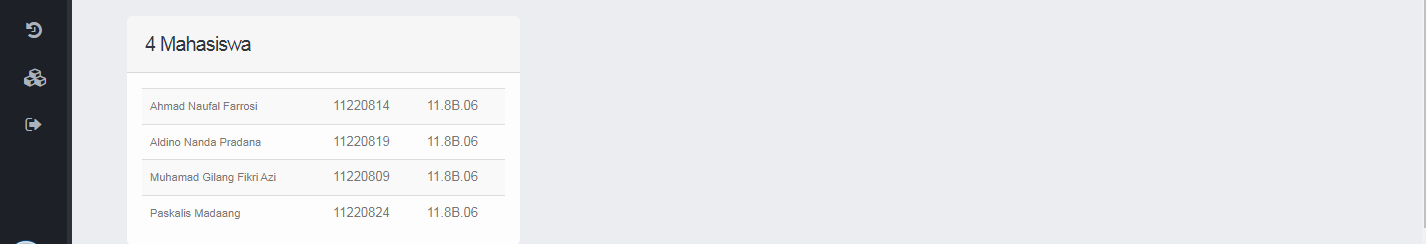 4 Mahasiswa
Ahmad Naufal Farrosi 11220814 11.8B.06
Aldino Nanda Pradana 11220819 11.8B.06
Muhamad Gilang Fikri Azi 11220809 11.8B.06
Paskalis Madaang 11220824 11.8B.06